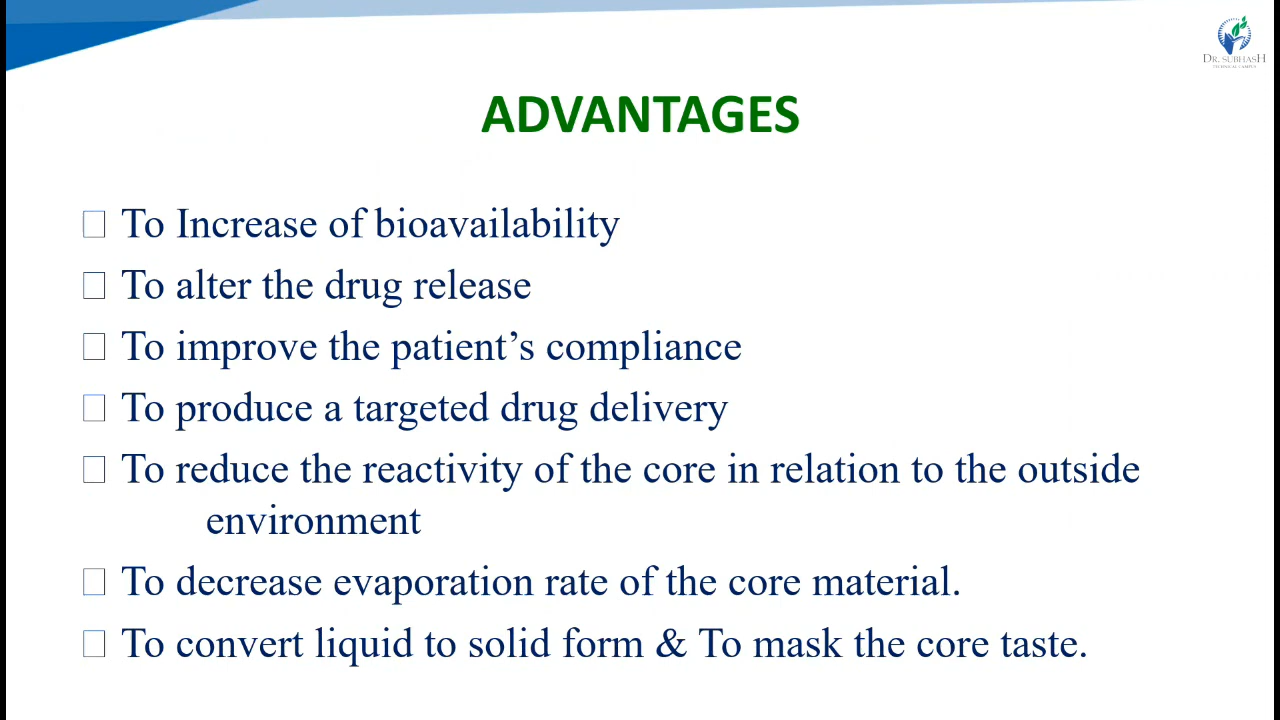 DR. SUBHASH
TECHNICAL CAMPUS
ADVANTAGES
To Increase of bioavailability
To alter the drug release
To improve the patient’s compliance
To produce a targeted drug delivery
To reduce the reactivity of the core in relation to the outside
environment
To decrease evaporation rate of the core material.
To convert liquid to solid form & To mask the core taste.